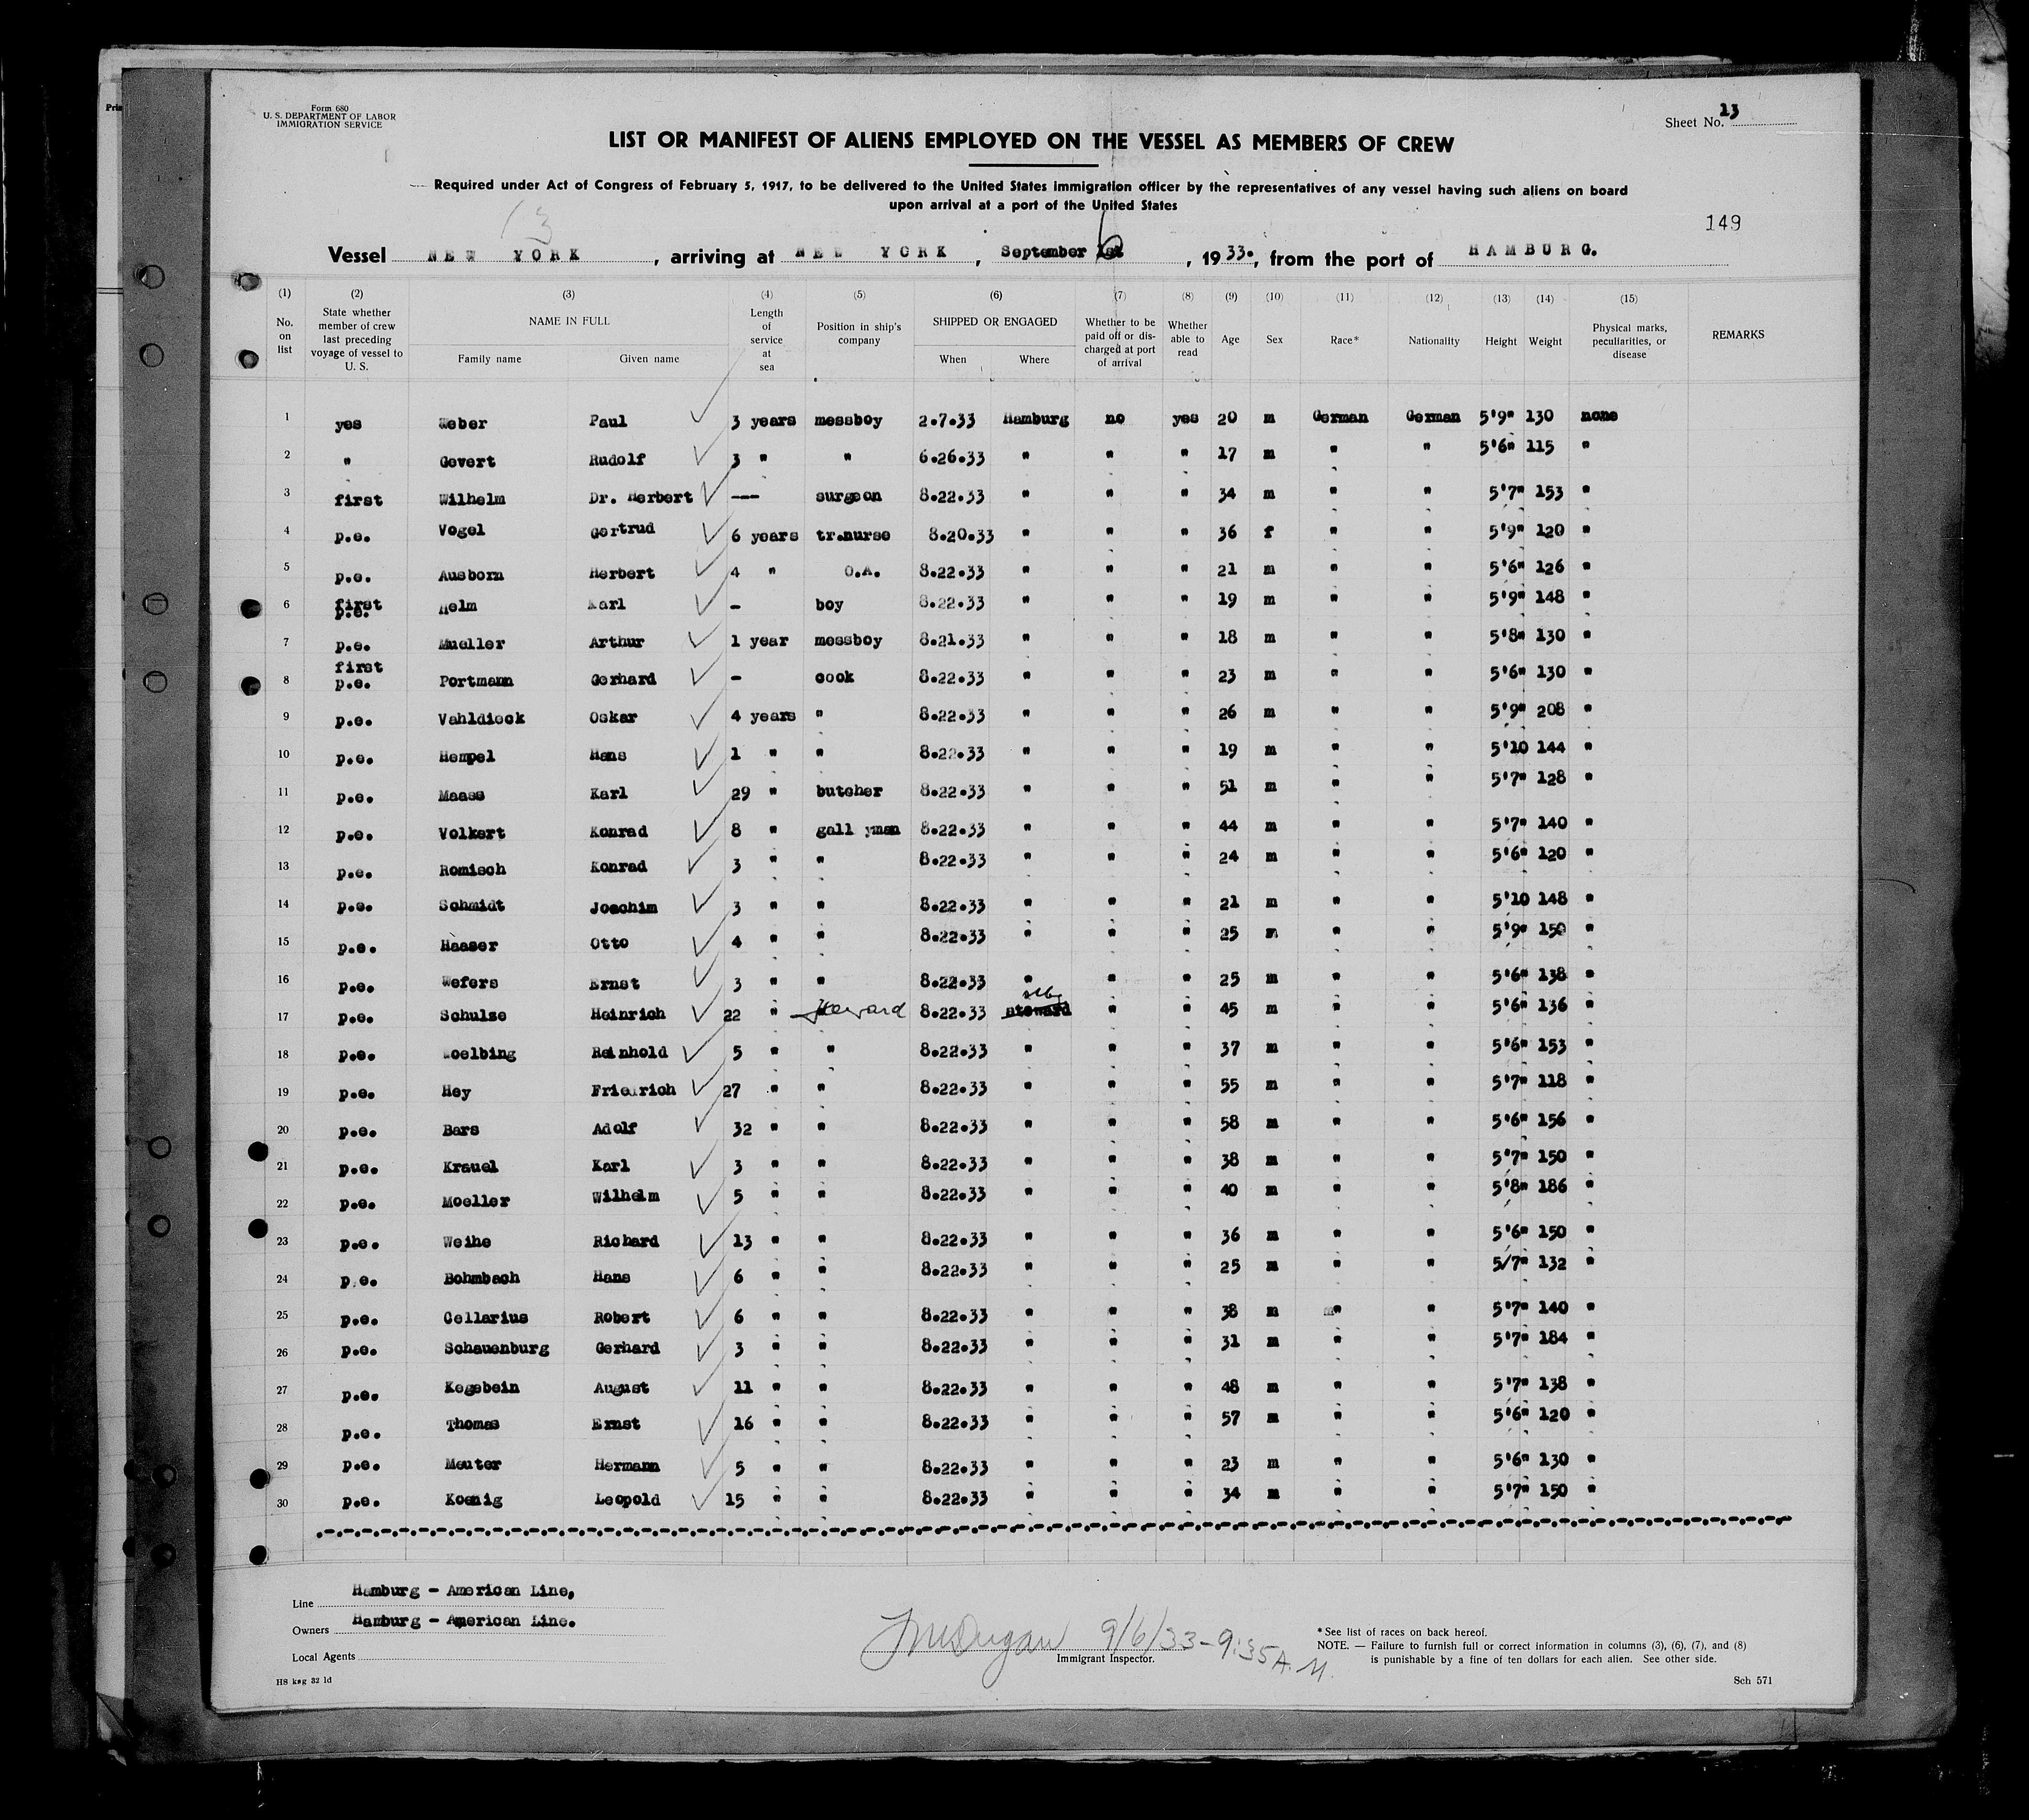 Form 680
U. S. DEPARTMENT OF LABOR
IMMIGRATION SERVICE
Sheet No. 13
LIST OR MANIFEST OF ALIENS EMPLOYED ON THE VESSEL AS MEMBERS OF CREW
Required under Act of Congress of February 5, 1917, to be delivered to the United States immigration officer by the representatives of any vessel having such aliens on board
upon arrival at a port of the United States
13
149
Vessel NEW YORK, arriving at NEW YORK, September 6, 1933., from the port of HAMBURG.
(1) (2) (3) (4) (5) (6) (7) (8) (9) (10) (11) (12) (13) (14) (15)
No. on list State whether member of crew last preceding voyage of vessel to U. S. NAME IN FULL Family name Given name Length of service at sea Position in ship's company SHIPPED OR ENGAGED When Where Whether to be paid off or discharged at port of arrival Whether able to read Age Sex Race* Nationality Height Weight Physical marks, peculiarities, or disease REMARKS
1 yes Weber Paul 3 years messboy 2.7.33 Hamburg no yes 20 m German German 5'9" 130 none
2 " Gevert Rudolf 3 " " 6.26.33 " " " 17 m " " 5'6" 115 "
3 first Wilhelm Dr. Herbert --- surgeon 8.22.33 " " " 34 m " " 5'7" 153 "
4 p.e. Vogel Gertrud 6 years tr.nurse 8.20.33 " " " 36 f " " 5'9" 120 "
5 p.e. Ausborn Herbert 4 " O.A. 8.22.33 " " " 21 m " " 5'6" 126 "
6 first p.e. Helm Karl - boy 8.22.33 " " " 19 m " " 5'9" 148 "
7 p.e. Mueller Arthur 1 year messboy 8.21.33 " " " 18 m " " 5'8" 130 "
8 first p.e. Portmann Gerhard - cook 8.22.33 " " " 23 m " " 5'6" 130 "
9 p.e. Vahldieck Oskar 4 years " 8.22.33 " " " 26 m " " 5'9" 208 "
10 p.e. Hempel Hans 1 " " 8.22.33 " " " 19 m " " 5'10 144 "
11 p.e. Maass Karl 29 " butcher 8.22.33 " " " 51 m " " 5'7" 128 "
12 p.e. Volkert Konrad 8 " gall yman 8.22.33 " " " 44 m " " 5'7" 140 "
13 p.e. Romisch Konrad 3 " " 8.22.33 " " " 24 m " " 5'6" 120 "
14 p.e. Schmidt Joachim 3 " " 8.22.33 " " " 21 m " " 5'10 148 "
15 p.e. Haaser Otto 4 " " 8.22.33 " " " 25 m " " 5'9" 150 "
16 p.e. Wefers Ernst 3 " " 8.22.33 " " " 25 m " " 5'6" 138 "
17 p.e. Schulze Heinrich 22 " steward 8.22.33 steward " " 45 m " " 5'6" 136 "
18 p.e. oelbing Reinhold 5 " " 8.22.33 " " " 37 m " " 5'6" 153 "
19 p.e. Hey Friedrich 27 " " 8.22.33 " " " 55 m " " 5'7" 118 "
20 p.e. Bars Adolf 32 " " 8.22.33 " " " 58 m " " 5'6" 156 "
21 p.e. Krauel Karl 3 " " 8.22.33 " " " 38 m " " 5'7" 150 "
22 p.e. Moeller Wilhelm 5 " " 8.22.33 " " " 40 m " " 5'8" 186 "
23 p.e. Weihe Richard 13 " " 8.22.33 " " " 36 m " " 5'6" 150 "
24 p.e. Bohmbach Hans 6 " " 8.22.33 " " " 25 m " " 5/7" 132 "
25 p.e. Cellarius Robert 6 " " 8.22.33 " " " 38 m " " 5'7" 140 "
26 p.e. Schauenburg Gerhard 3 " " 8.22.33 " " " 31 m " " 5'7" 184 "
27 p.e. Kegebein August 11 " " 8.22.33 " " " 48 m " " 5'7" 138 "
28 p.e. Thomas Ernst 16 " " 8.22.33 " " " 57 m " " 5'6" 120 "
29 p.e. Meuter Hermann 5 " " 8.22.33 " " " 23 m " " 5'6" 130 "
30 p.e. Koenig Leopold 15 " " 8.22.33 " " " 34 m " " 5'7" 150 "
Line Hamburg - American Line,
Owners Hamburg - American Line.
Local Agents
9/6/33 - 9:35 A.M.
Immigrant Inspector.
* See list of races on back hereof.
NOTE. — Failure to furnish full or correct information in columns (3), (6), (7), and (8)
is punishable by a fine of ten dollars for each alien. See other side.
Sch 571